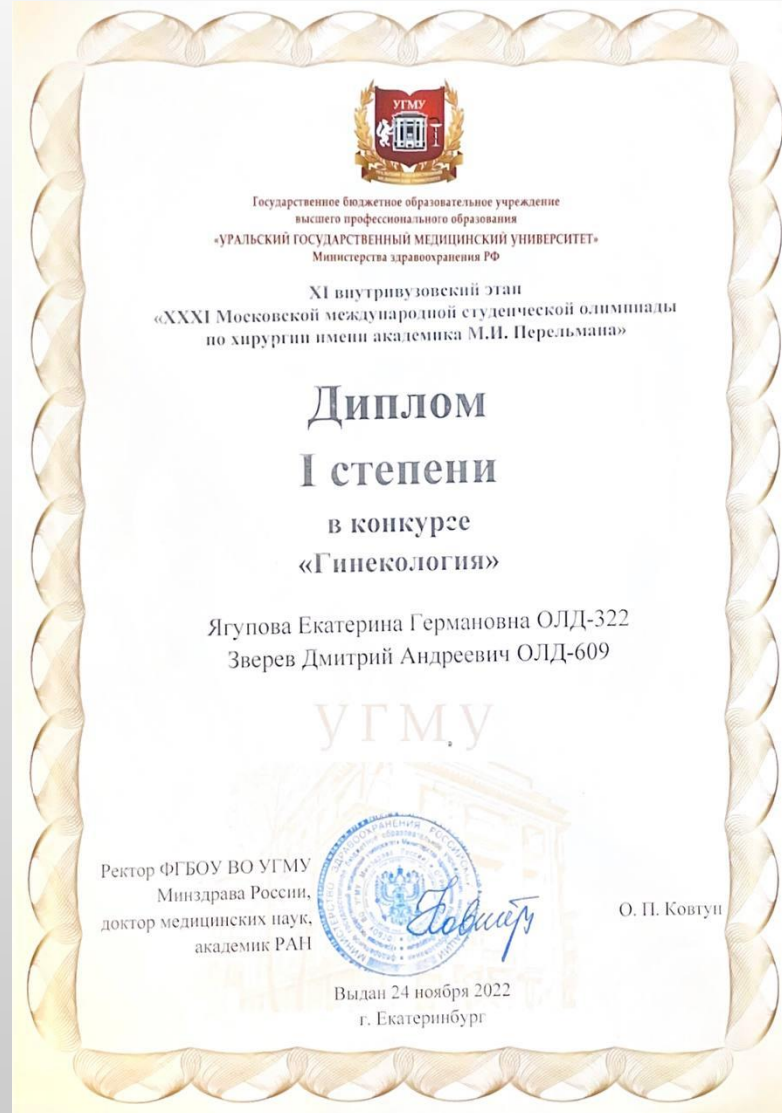 УГМУ
Государственное бюджетное образовательное учреждение
высшего профессионального образования
«УРАЛЬСКИЙ ГОСУДАРСТВЕННЫЙ МЕДИЦИНСКИЙ УНИВЕРСИТЕТ»
Министерства здравоохранения РФ
XI внутривузовский этап
«XXXI Московской международной студенческой олимпиады
по хирургии имени академика М.И. Перельмана»
Диплом
I степени
в конкурсе
«Гинекология»
Ягупова Екатерина Германовна ОЛД-322
Зверев Дмитрий Андреевич ОЛД-609
УГМУ
Ректор ФГБОУ ВО УГМУ
Минздрава России,
доктор медицинских наук,
академик РАН
О. П. Ковтун
Выдан 24 ноября 2022
г. Екатеринбург